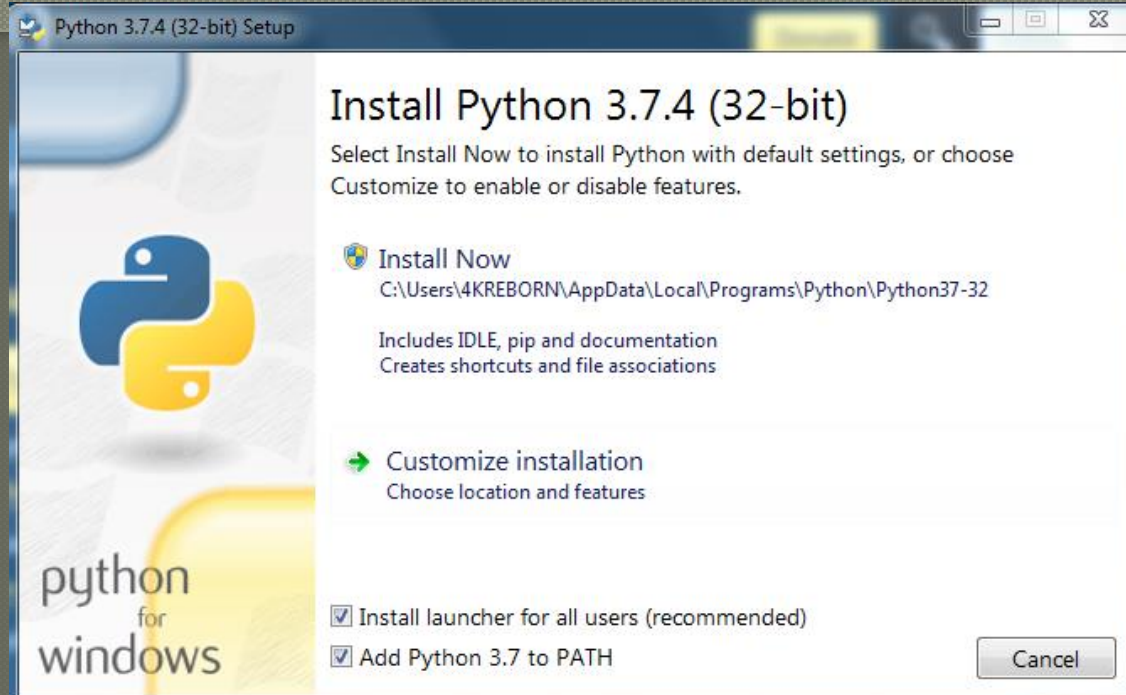 Python 3.7.4 (32-bit) Setup
Install Python 3.7.4 (32-bit)
Select Install Now to install Python with default settings, or choose
Customize to enable or disable features.
Install Now
C:\Users\4KREBORN\AppData\Local\Programs\Python\Python37-32
Includes IDLE, pip and documentation
Creates shortcuts and file associations
Customize installation
Choose location and features
python
for
windows
Install launcher for all users (recommended)
Add Python 3.7 to PATH
Cancel